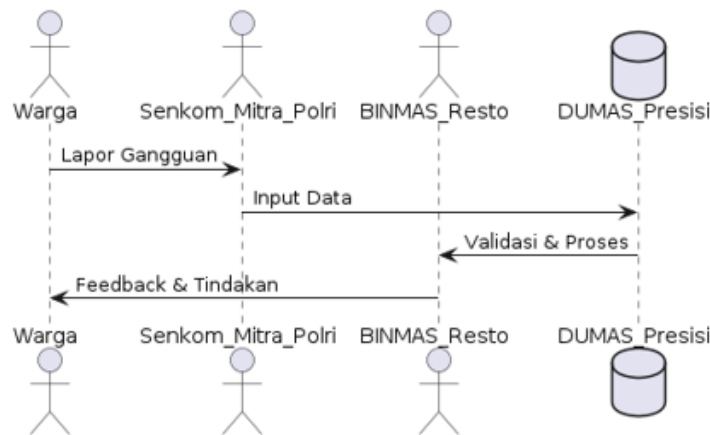 Warga Senkom_Mitra_Polri BINMAS_Resto DUMAS_Presisi
Lapor Gangguan
Input Data
Validasi & Proses
Feedback & Tindakan
Warga Senkom_Mitra_Polri BINMAS_Resto DUMAS_Presisi